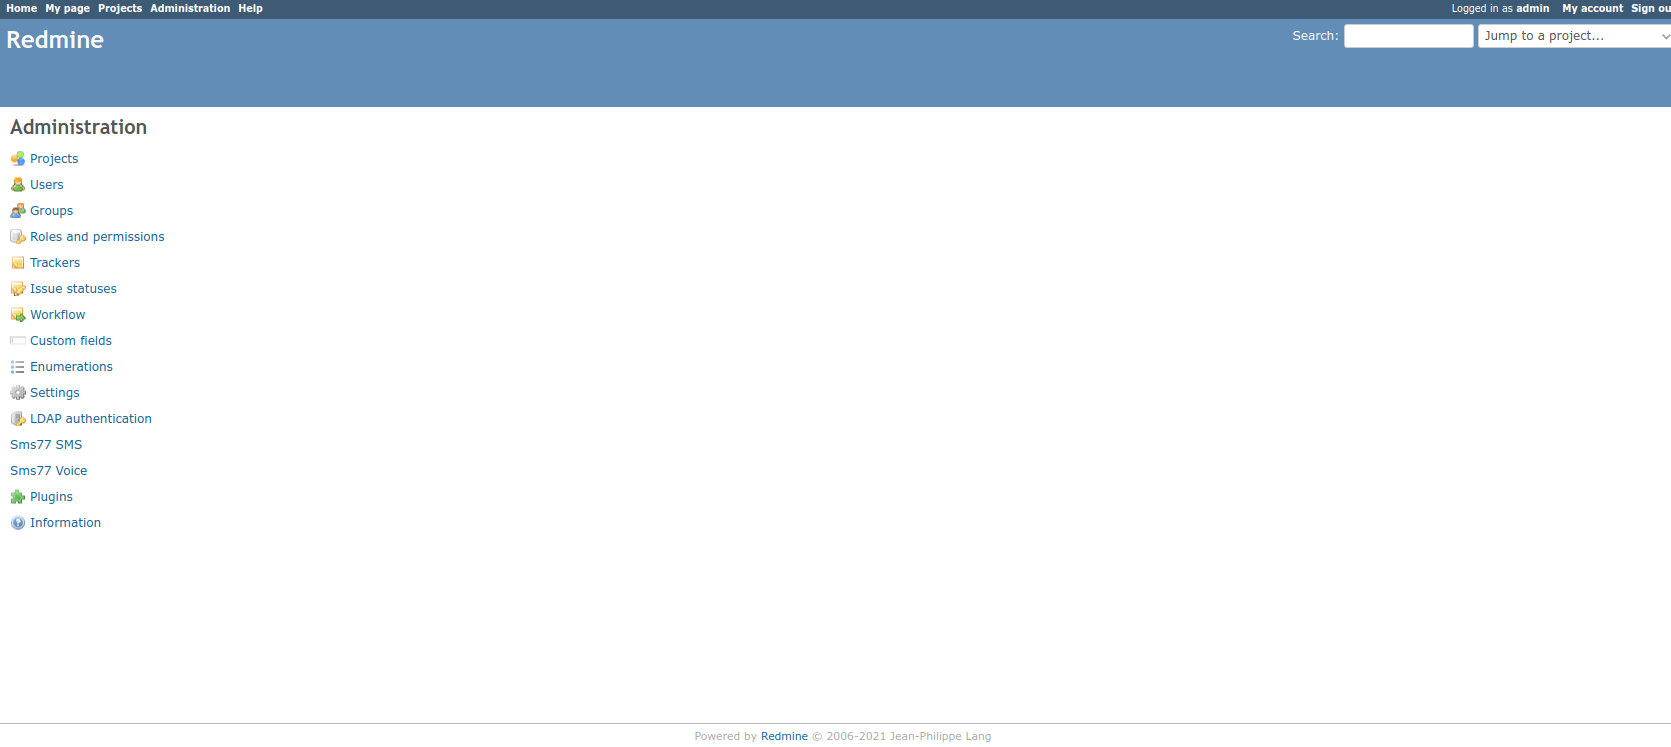 Home My page Projects Administration Help Logged in as admin My account Sign ou
Redmine Search: Jump to a project...
Administration
Projects
Users
Groups
Roles and permissions
Trackers
Issue statuses
Workflow
Custom fields
Enumerations
Settings
LDAP authentication
Sms77 SMS
Sms77 Voice
Plugins
Information
Powered by Redmine © 2006-2021 Jean-Philippe Lang